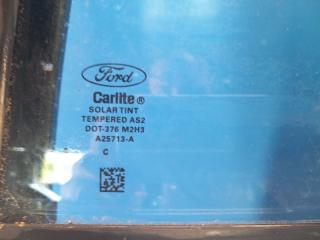 Ford
Carlite®
SOLAR TINT
TEMPERED AS2
DOT-376 M2H3
A25713-A
C